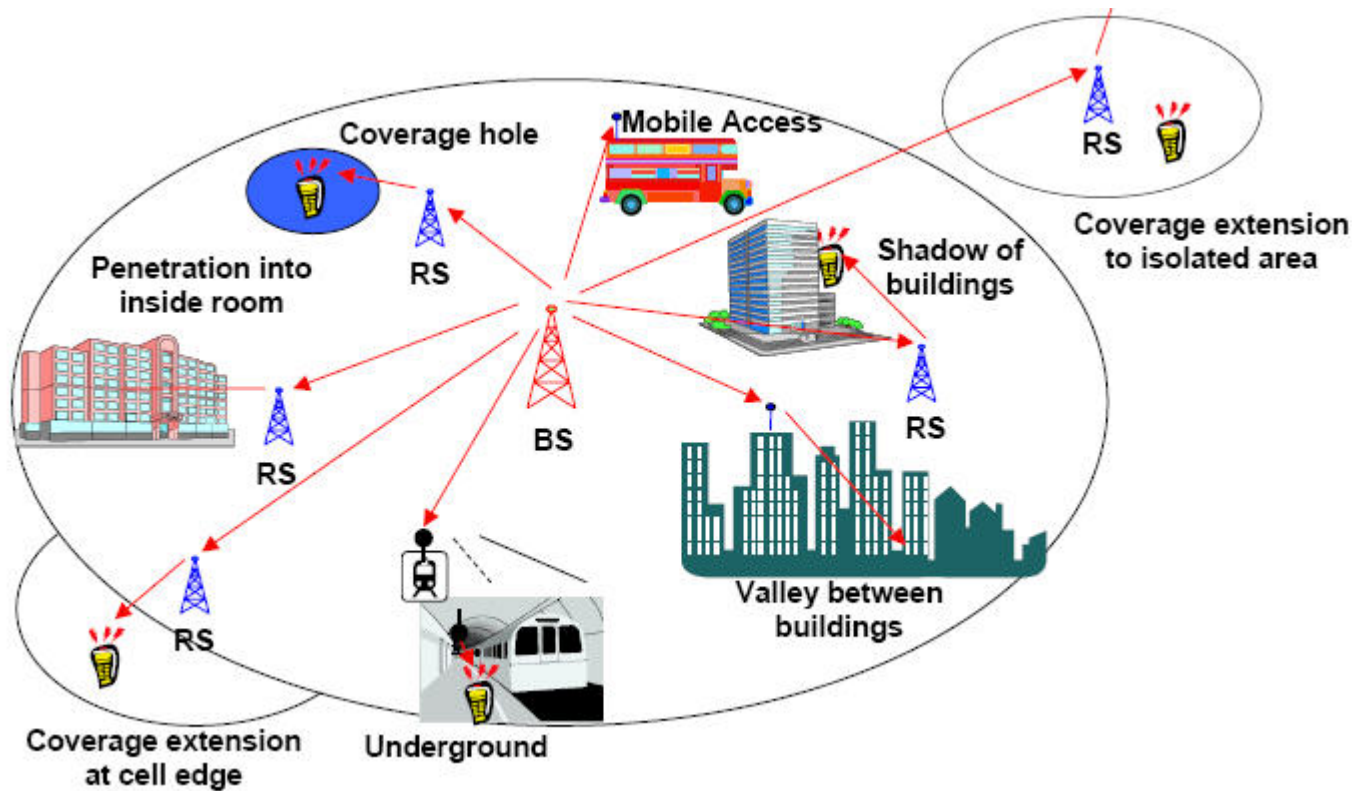 Mobile Access
Coverage hole
RS
Coverage extension
to isolated area
Shadow of
buildings
Penetration into
inside room
RS
BS
RS
RS
Valley between
buildings
RS
Coverage extension
at cell edge
Underground